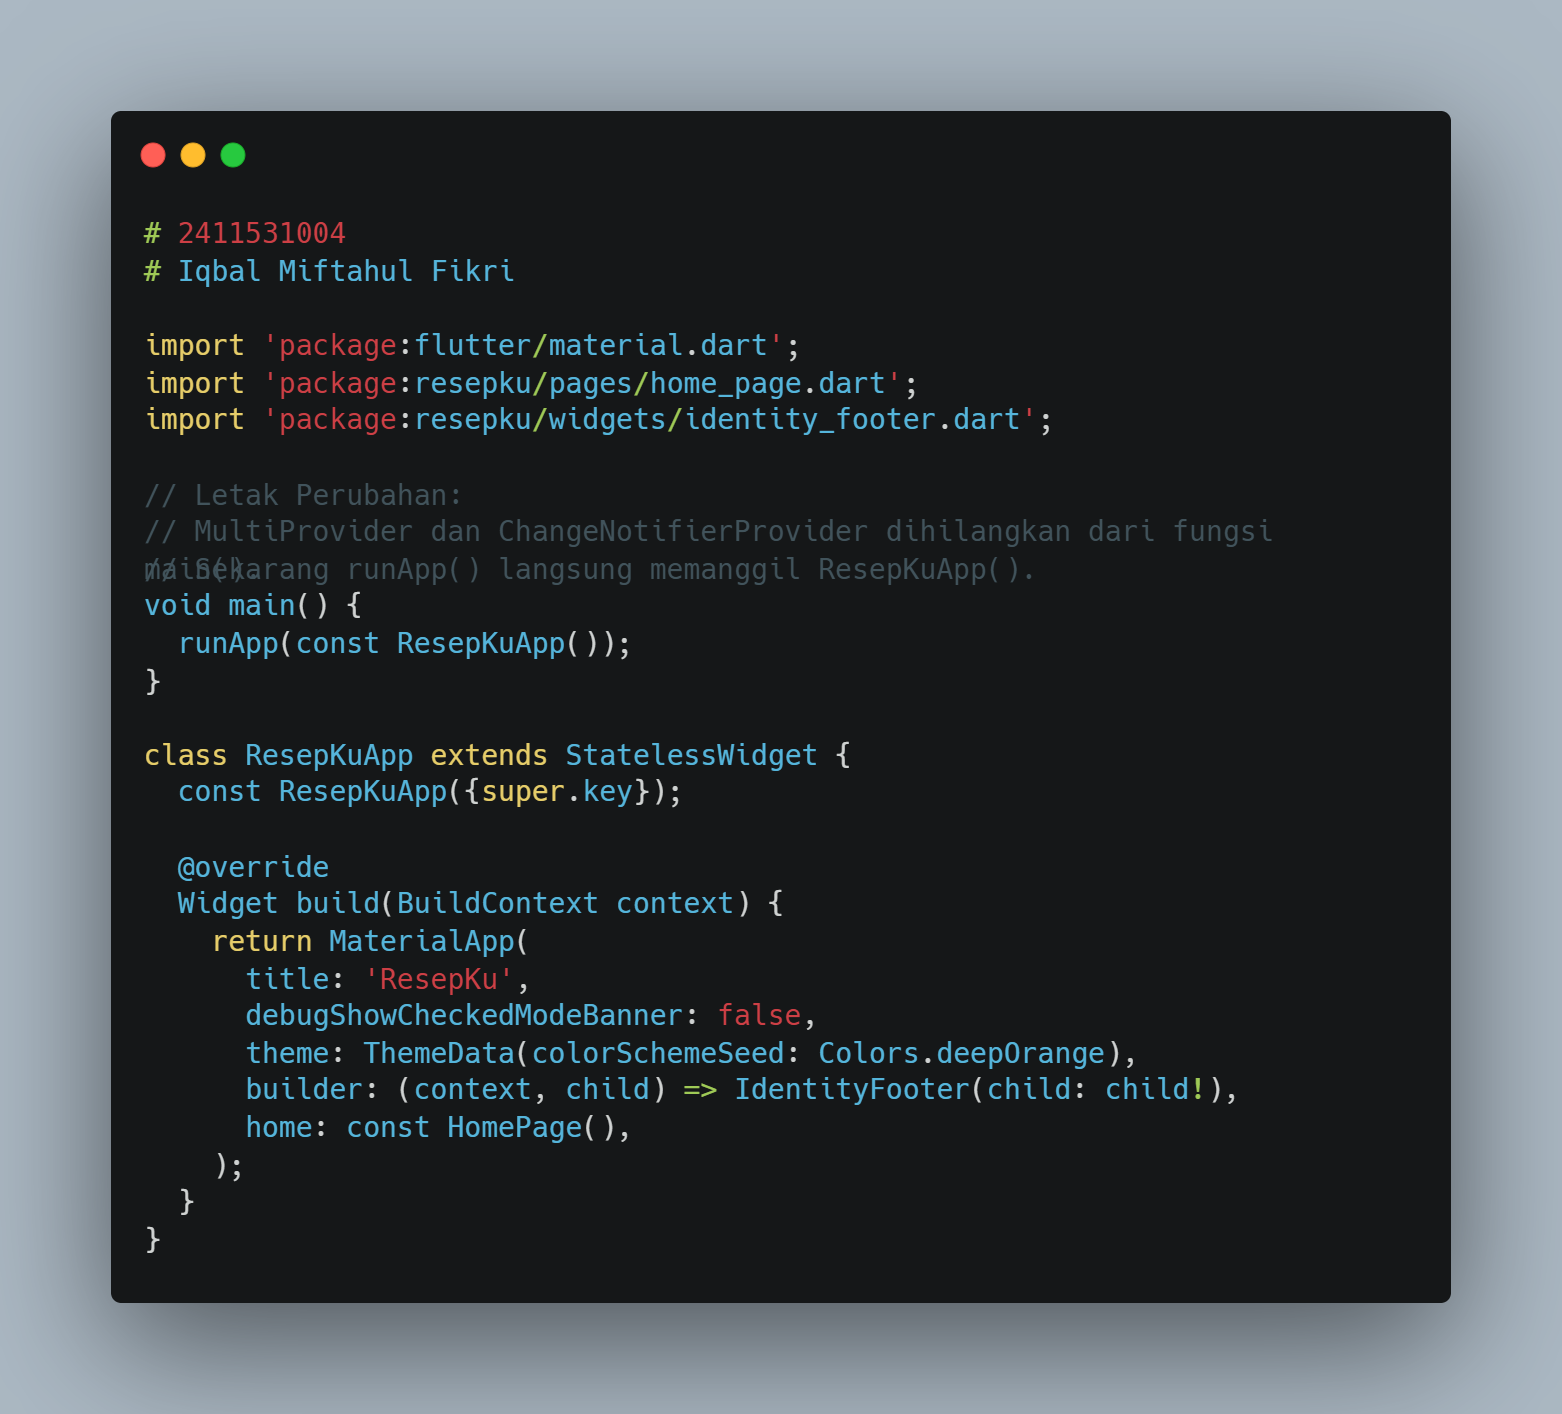 # 2411531004
# Iqbal Miftahul Fikri
import 'package:flutter/material.dart';
import 'package:resepku/pages/home_page.dart';
import 'package:resepku/widgets/identity_footer.dart';
// Letak Perubahan:
// MultiProvider dan ChangeNotifierProvider dihilangkan dari fungsi
main().
// Sekarang runApp() langsung memanggil ResepKuApp().
void main() {
  runApp(const ResepKuApp());
}
class ResepKuApp extends StatelessWidget {
  const ResepKuApp({super.key});
  @override
  Widget build(BuildContext context) {
    return MaterialApp(
      title: 'ResepKu',
      debugShowCheckedModeBanner: false,
      theme: ThemeData(colorSchemeSeed: Colors.deepOrange),
      builder: (context, child) => IdentityFooter(child: child!),
      home: const HomePage(),
    );
  }
}